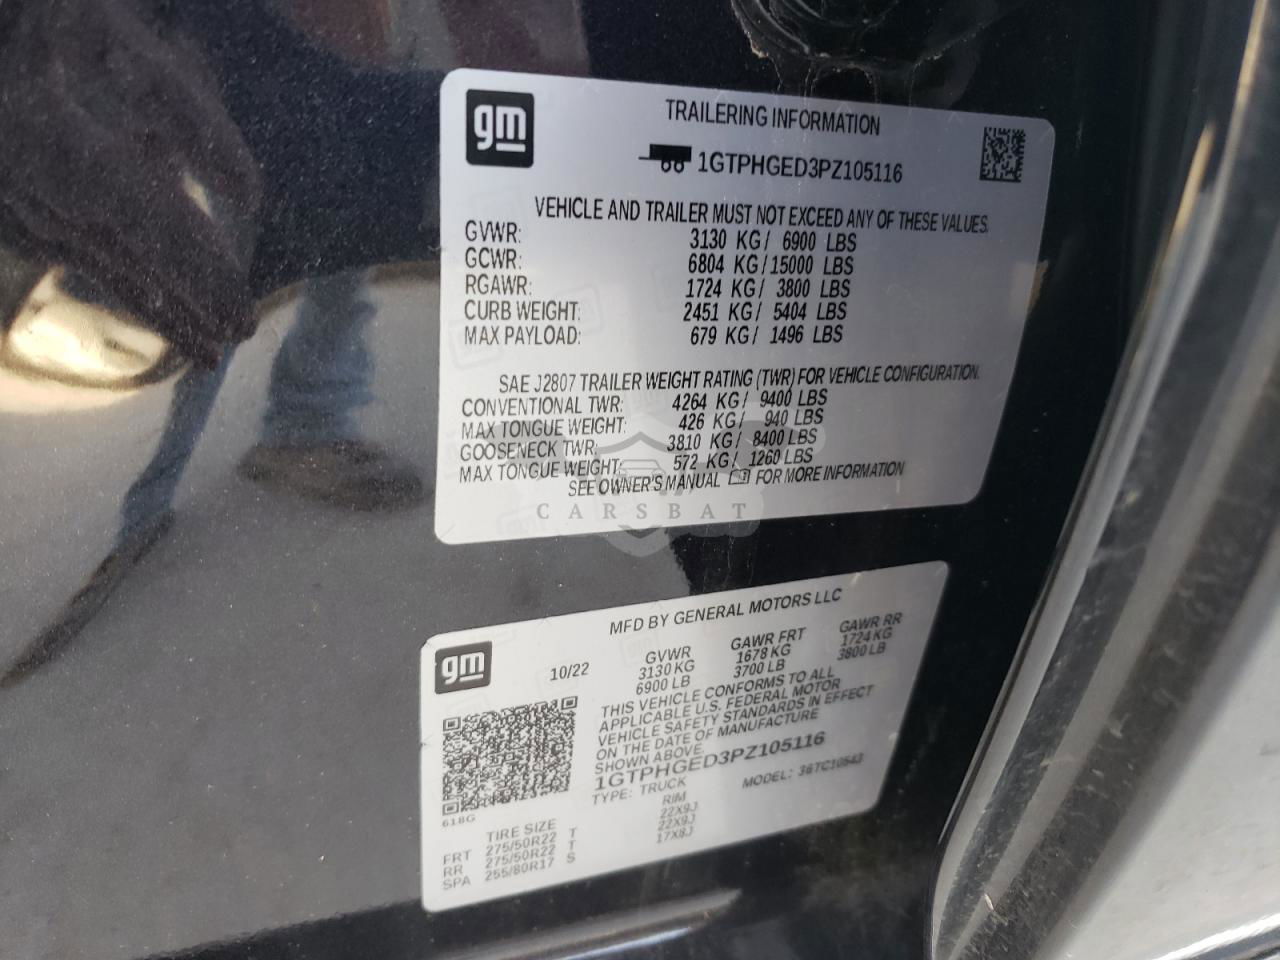 gm
TRAILERING INFORMATION
1GTPHGED3PZ105116
VEHICLE AND TRAILER MUST NOT EXCEED ANY OF THESE VALUES.
GVWR: 3130 KG/ 6900 LBS
GCWR: 6804 KG/15000 LBS
RGAWR: 1724 KG/ 3800 LBS
CURB WEIGHT: 2451 KG/ 5404 LBS
MAX PAYLOAD: 679 KG/ 1496 LBS
SAE J2807 TRAILER WEIGHT RATING (TWR) FOR VEHICLE CONFIGURATION.
CONVENTIONAL TWR: 4264 KG/ 9400 LBS
MAX TONGUE WEIGHT: 426 KG/ 940 LBS
GOOSENECK TWR: 3810 KG/ 8400 LBS
MAX TONGUE WEIGHT: 572 KG/ 1260 LBS
SEE OWNER'S MANUAL FOR MORE INFORMATION
CARSBAT
MFD BY GENERAL MOTORS LLC
gm
10/22
GVWR GAWR FRT GAWR RR
3130 KG 1678 KG 1724 KG
6900 LB 3700 LB 3800 LB
THIS VEHICLE CONFORMS TO ALL
APPLICABLE U.S. FEDERAL MOTOR
VEHICLE SAFETY STANDARDS IN EFFECT
ON THE DATE OF MANUFACTURE
SHOWN ABOVE.
1GTPHGED3PZ105116
TYPE: TRUCK MODEL: 36TC10543
618G
TIRE SIZE RIM
FRT 275/50R22 T 22X9J
RR 275/50R22 T 22X9J
SPA 255/80R17 S 17X8J